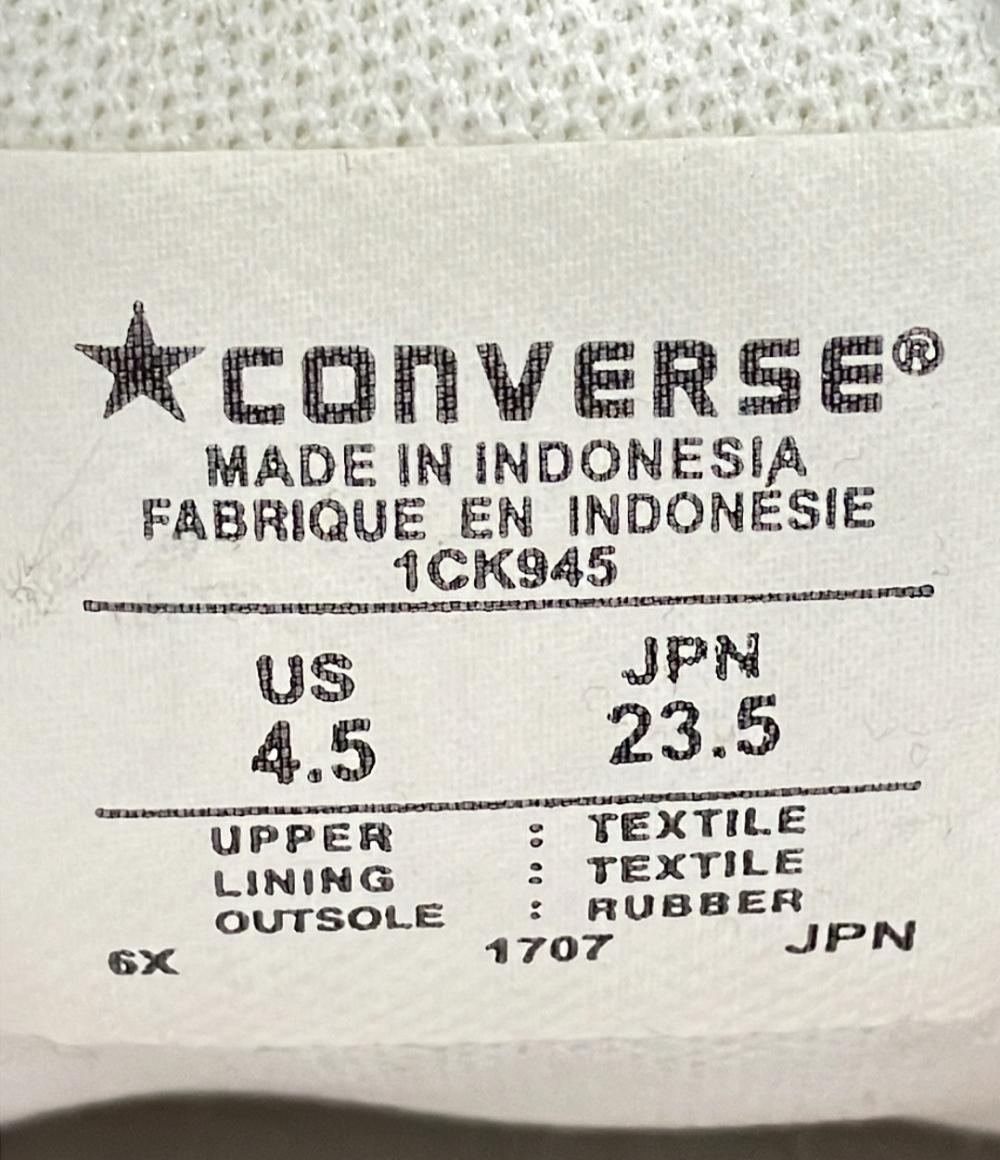 ★CONVERSE®
MADE IN INDONESIA
FABRIQUE EN INDONÉSIE
1CK945
US JPN
4.5 23.5
UPPER : TEXTILE
LINING : TEXTILE
OUTSOLE : RUBBER
6X 1707 JPN